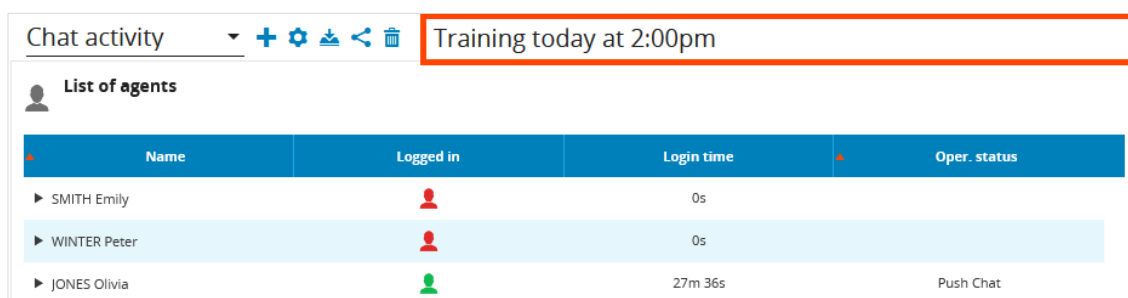 Chat activity
Training today at 2:00pm
List of agents
Name Logged in Login time Oper. status
SMITH Emily 0s
WINTER Peter 0s
JONES Olivia 27m 36s Push Chat